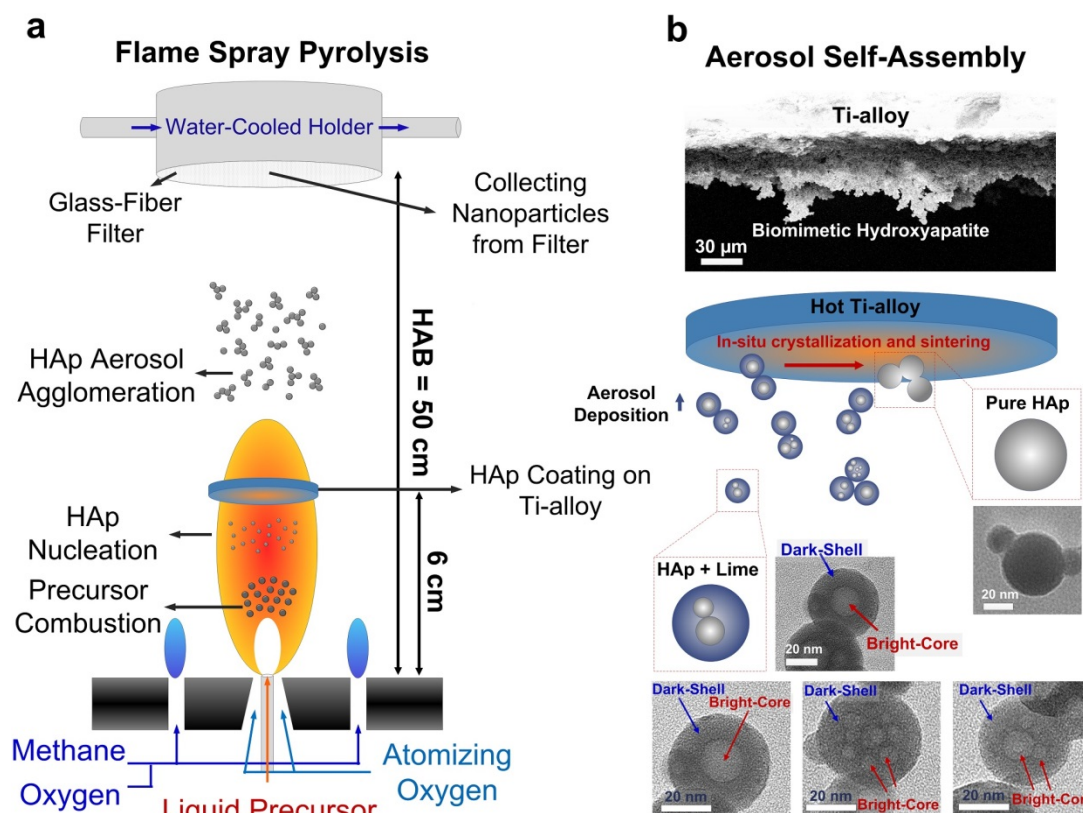 a
Flame Spray Pyrolysis
Water-Cooled Holder
Glass-Fiber
Filter
Collecting
Nanoparticles
from Filter
HAp Aerosol
Agglomeration
HAB = 50 cm
HAp Coating on
Ti-alloy
HAp
Nucleation
6 cm
Precursor
Combustion
Methane
Oxygen
Atomizing
Oxygen
Liquid Precursor
b
Aerosol Self-Assembly
Ti-alloy
Biomimetic Hydroxyapatite
30 µm
Hot Ti-alloy
In-situ crystallization and sintering
Aerosol
Deposition
Pure HAp
20 nm
HAp + Lime
Dark-Shell
Bright-Core
20 nm
Dark-Shell
Bright-Core
20 nm
Dark-Shell
Bright-Core
20 nm
Dark-Shell
Bright-Cor
20 nm